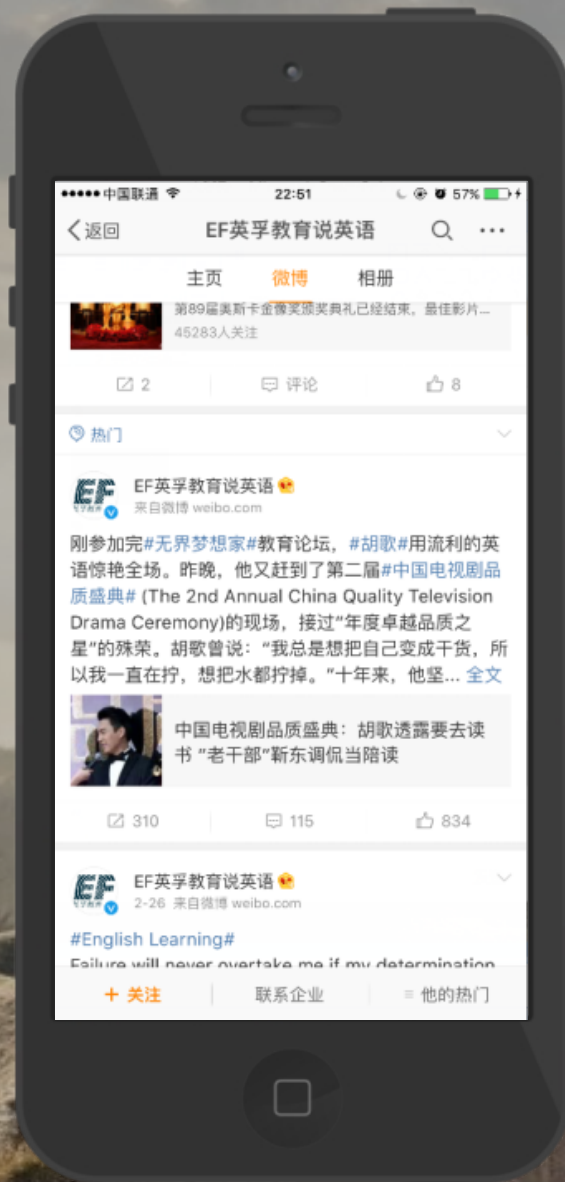 中国联通
22:51
57%
返回
EF英孚教育说英语
主页 微博 相册
第89届奥斯卡金像奖颁奖典礼已经结束，最佳影片...
45283人关注
2 评论 8
热门
EF
EF英孚教育说英语
来自微博 weibo.com
刚参加完#无界梦想家#教育论坛，#胡歌#用流利的英
语惊艳全场。昨晚，他又赶到了第二届#中国电视剧品
质盛典# (The 2nd Annual China Quality Television
Drama Ceremony)的现场，接过“年度卓越品质之
星”的殊荣。胡歌曾说：“我总是想把自己变成干货，所
以我一直在拧，想把水都拧掉。”十年来，他坚... 全文
中国电视剧品质盛典：胡歌透露要去读
书 “老干部”靳东调侃当陪读
310 115 834
EF
EF英孚教育说英语
2-26 来自微博 weibo.com
#English Learning#
Failure will never overtake me if my determination
+ 关注 联系企业 ≡ 他的热门